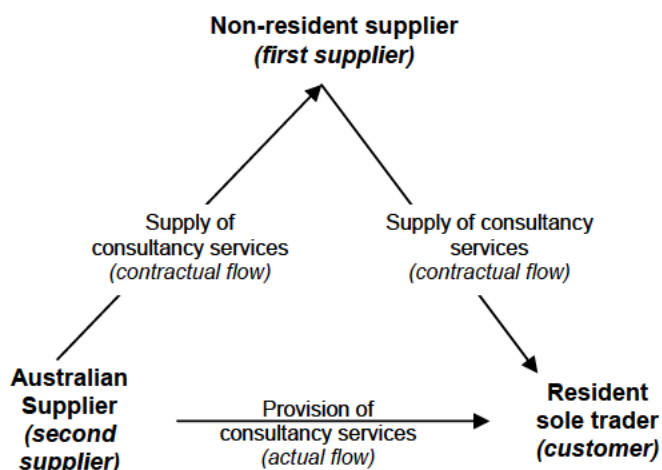 Non-resident supplier
(first supplier)
Supply of
consultancy services
(contractual flow)
Supply of consultancy
services
(contractual flow)
Australian
Supplier
(second
supplier)
Provision of
consultancy services
(actual flow)
Resident
sole trader
(customer)